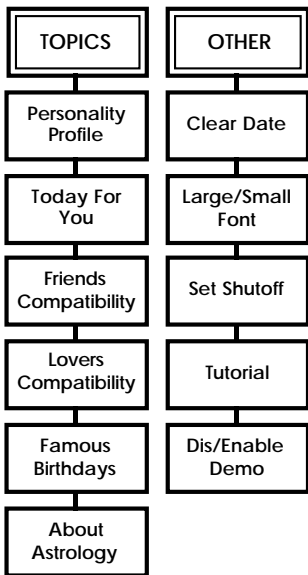 TOPICS
Personality
Profile
Today For
You
Friends
Compatibility
Lovers
Compatibility
Famous
Birthdays
About
Astrology
OTHER
Clear Date
Large/Small
Font
Set Shutoff
Tutorial
Dis/Enable
Demo